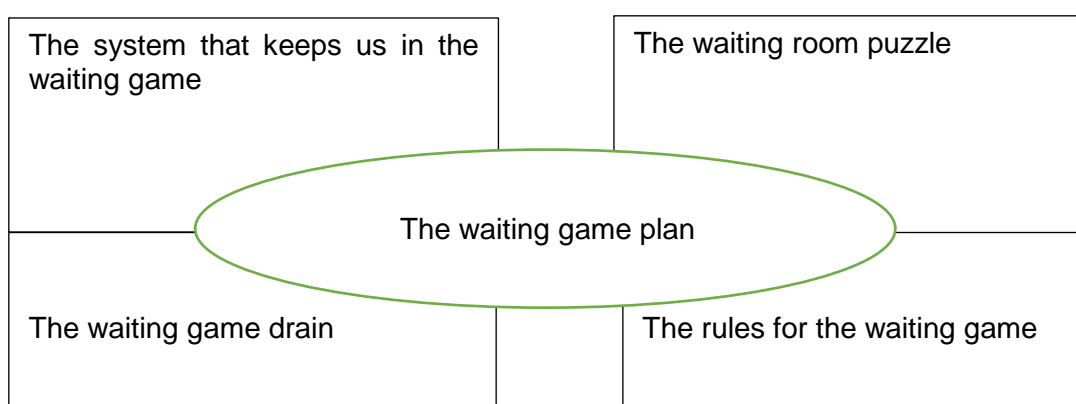 The system that keeps us in the
waiting game
The waiting room puzzle
The waiting game plan
The waiting game drain
The rules for the waiting game